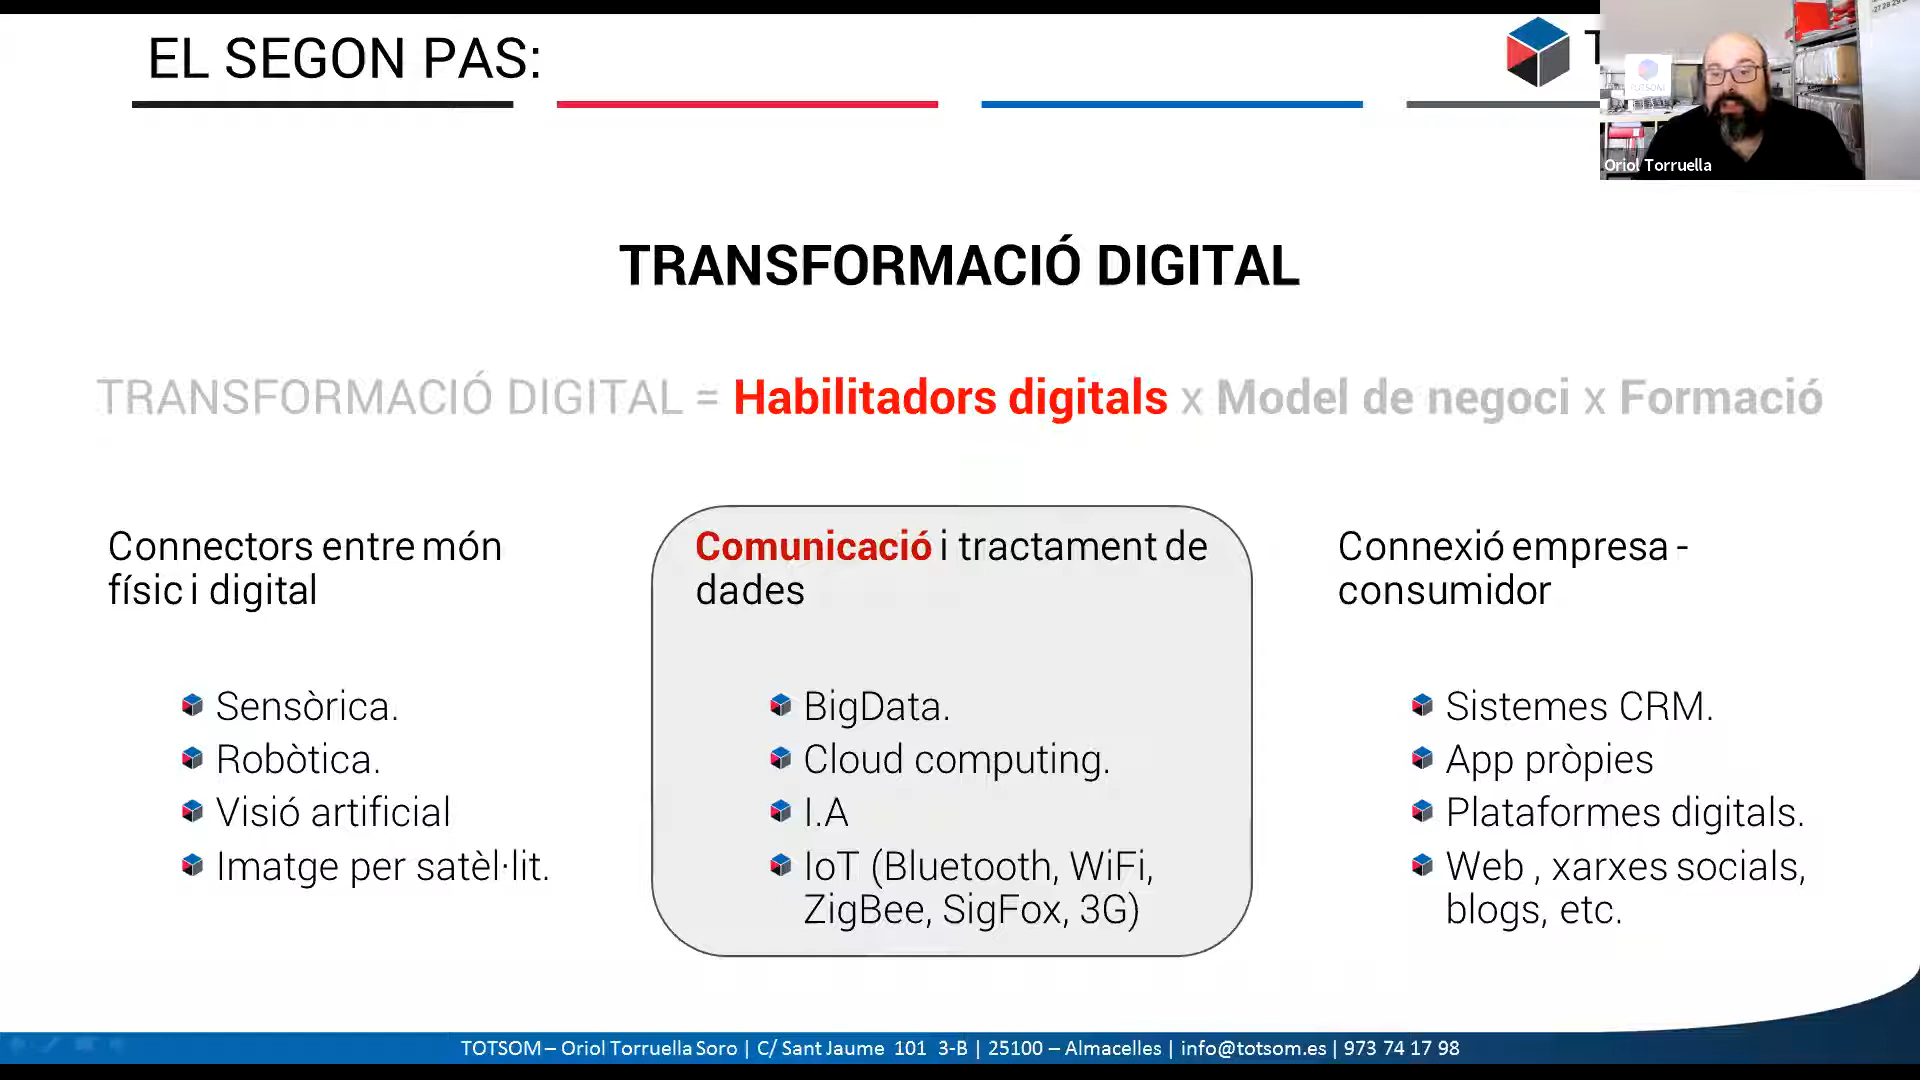 EL SEGON PAS:
Oriol Torruella
TOTSOM
TRANSFORMACIÓ DIGITAL
TRANSFORMACIÓ DIGITAL = Habilitadors digitals x Model de negoci x Formació
Connectors entre món
físic i digital
Sensòrica.
Robòtica.
Visió artificial
Imatge per satèl·lit.
Comunicació i tractament de
dades
BigData.
Cloud computing.
I.A
IoT (Bluetooth, WiFi,
ZigBee, SigFox, 3G)
Connexió empresa -
consumidor
Sistemes CRM.
App pròpies
Plataformes digitals.
Web , xarxes socials,
blogs, etc.
TOTSOM – Oriol Torruella Soro | C/ Sant Jaume 101 3-B | 25100 – Almacelles | info@totsom.es | 973 74 17 98